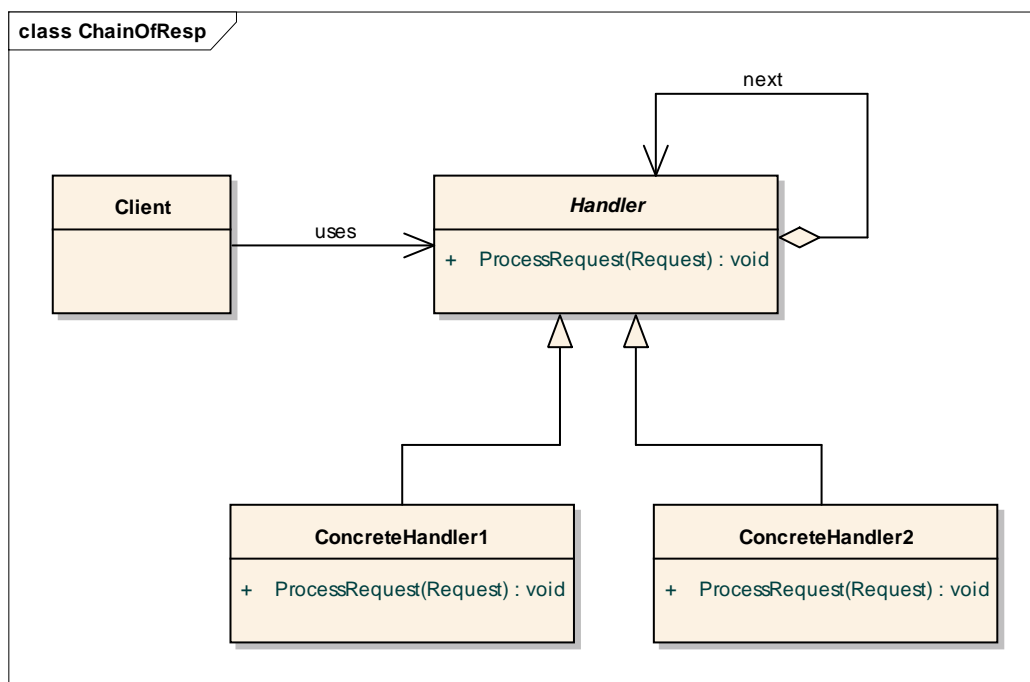 class ChainOfResp
next
Client
Handler
uses
+ ProcessRequest(Request) : void
ConcreteHandler1
+ ProcessRequest(Request) : void
ConcreteHandler2
+ ProcessRequest(Request) : void